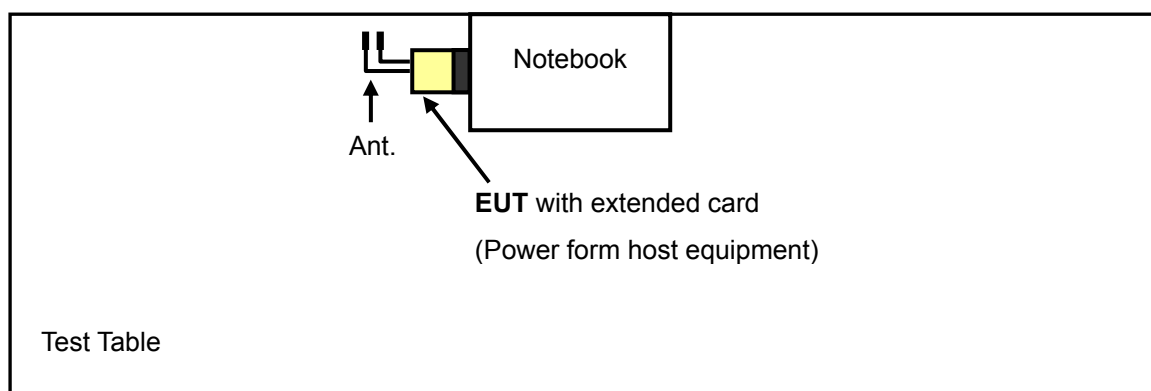 Notebook
Ant.
EUT with extended card
(Power form host equipment)
Test Table